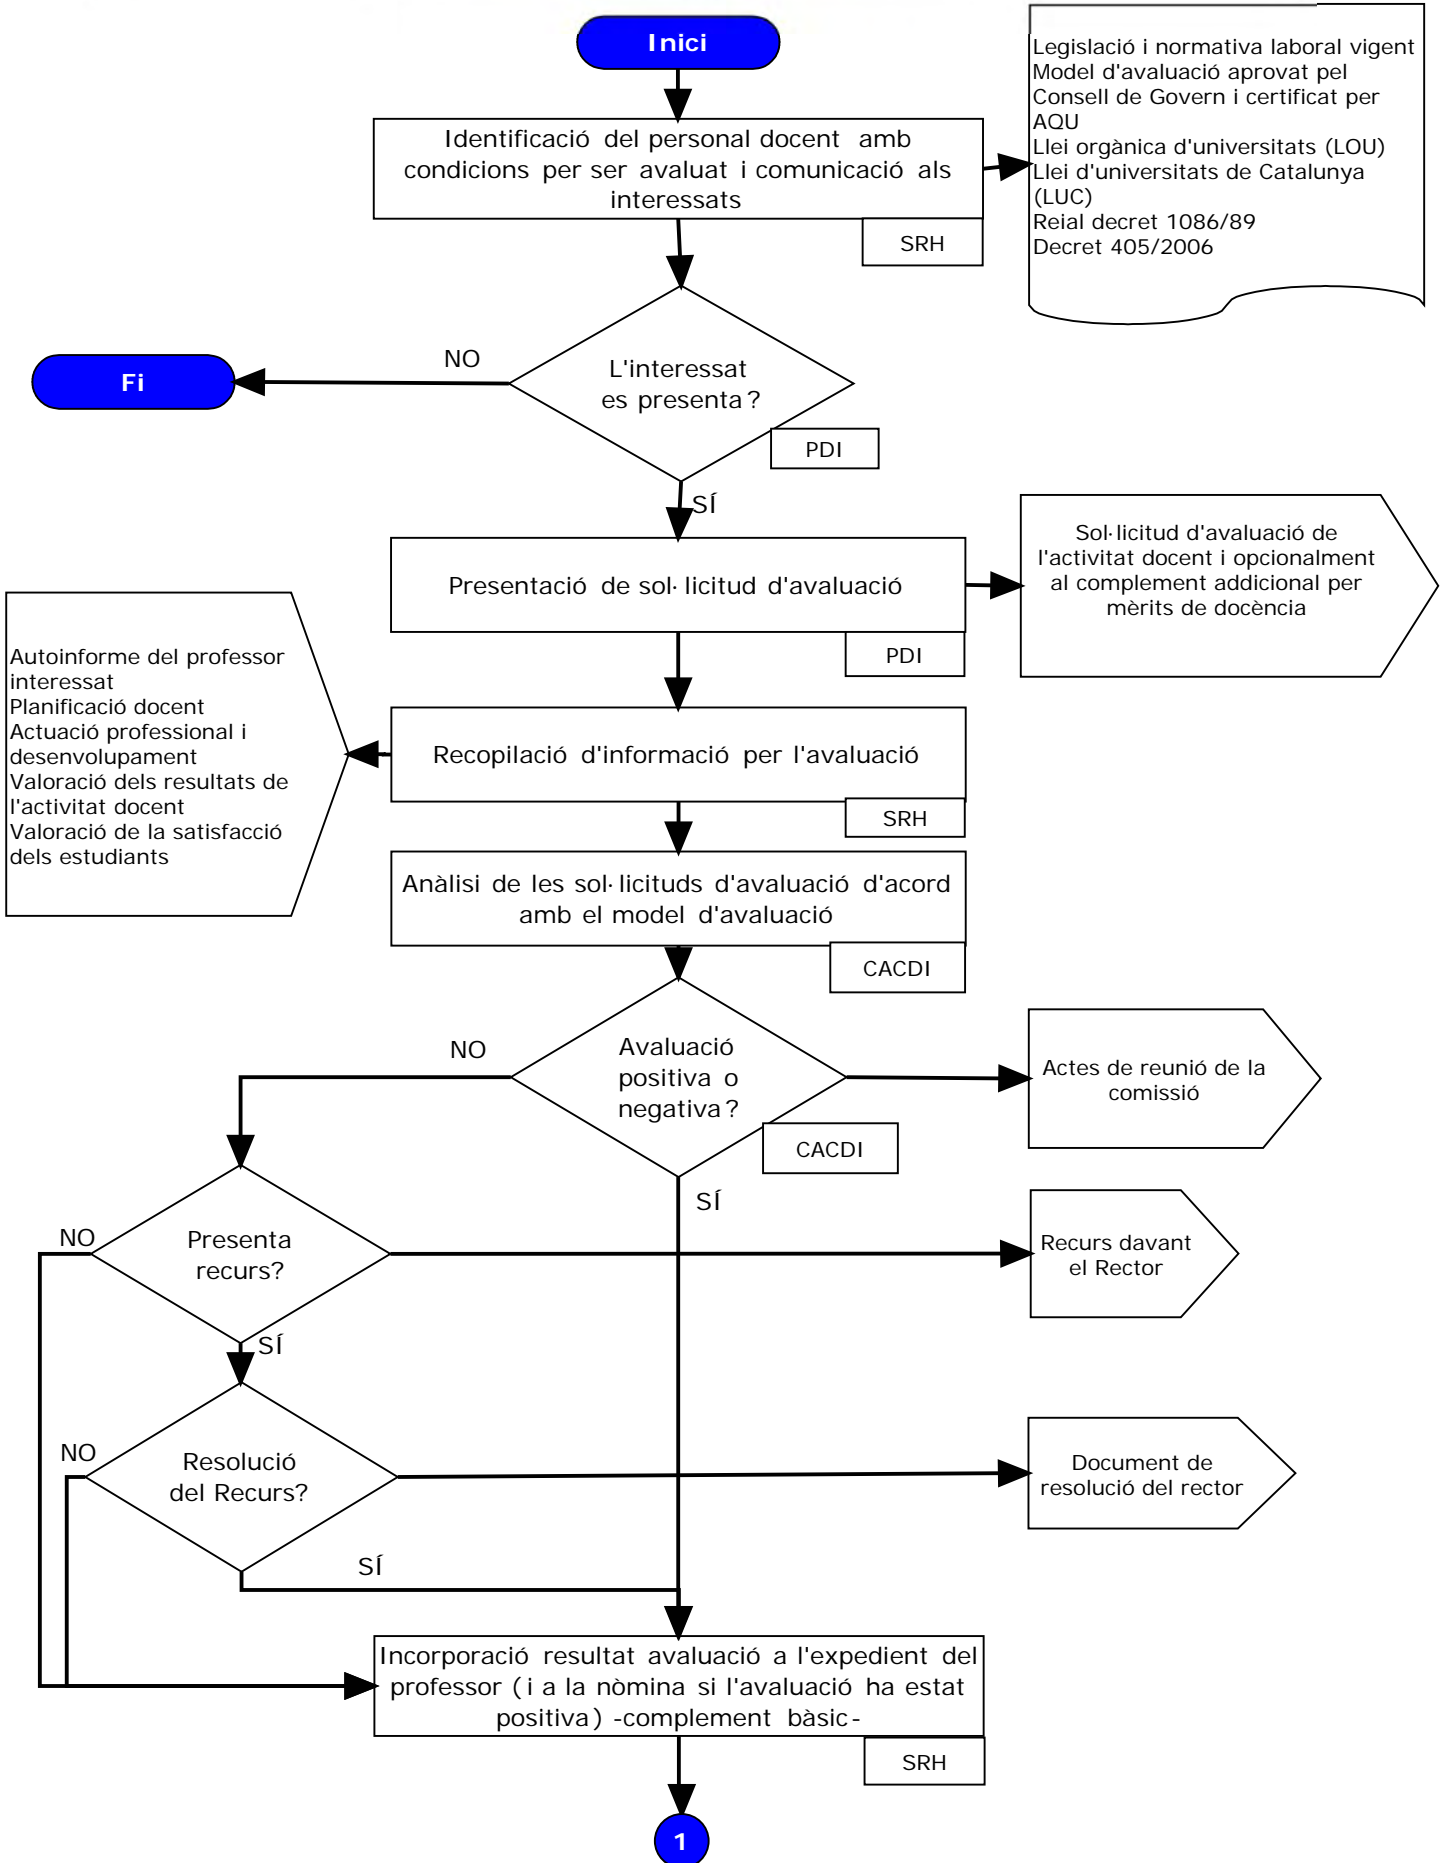 Inici
Identificació del personal docent amb
condicions per ser avaluat i comunicació als
interessats
SRH
Legislació i normativa laboral vigent
Model d'avaluació aprovat pel
Consell de Govern i certificat per
AQU
Llei orgànica d'universitats (LOU)
Llei d'universitats de Catalunya
(LUC)
Reial decret 1086/89
Decret 405/2006
L'interessat
es presenta?
PDI
NO
Fi
SÍ
Presentació de sol·licitud d'avaluació
PDI
Sol·licitud d'avaluació de
l'activitat docent i opcionalment
al complement addicional per
mèrits de docència
Recopilació d'informació per l'avaluació
SRH
Autoinforme del professor
interessat
Planificació docent
Actuació professional i
desenvolupament
Valoració dels resultats de
l'activitat docent
Valoració de la satisfacció
dels estudiants
Anàlisi de les sol·licituds d'avaluació d'acord
amb el model d'avaluació
CACDI
Avaluació
positiva o
negativa?
CACDI
NO
SÍ
Actes de reunió de la
comissió
Presenta
recurs?
NO
SÍ
Recurs davant
el Rector
Resolució
del Recurs?
NO
SÍ
Document de
resolució del rector
Incorporació resultat avaluació a l'expedient del
professor (i a la nòmina si l'avalució ha estat
positiva) -complement bàsic-
SRH
1